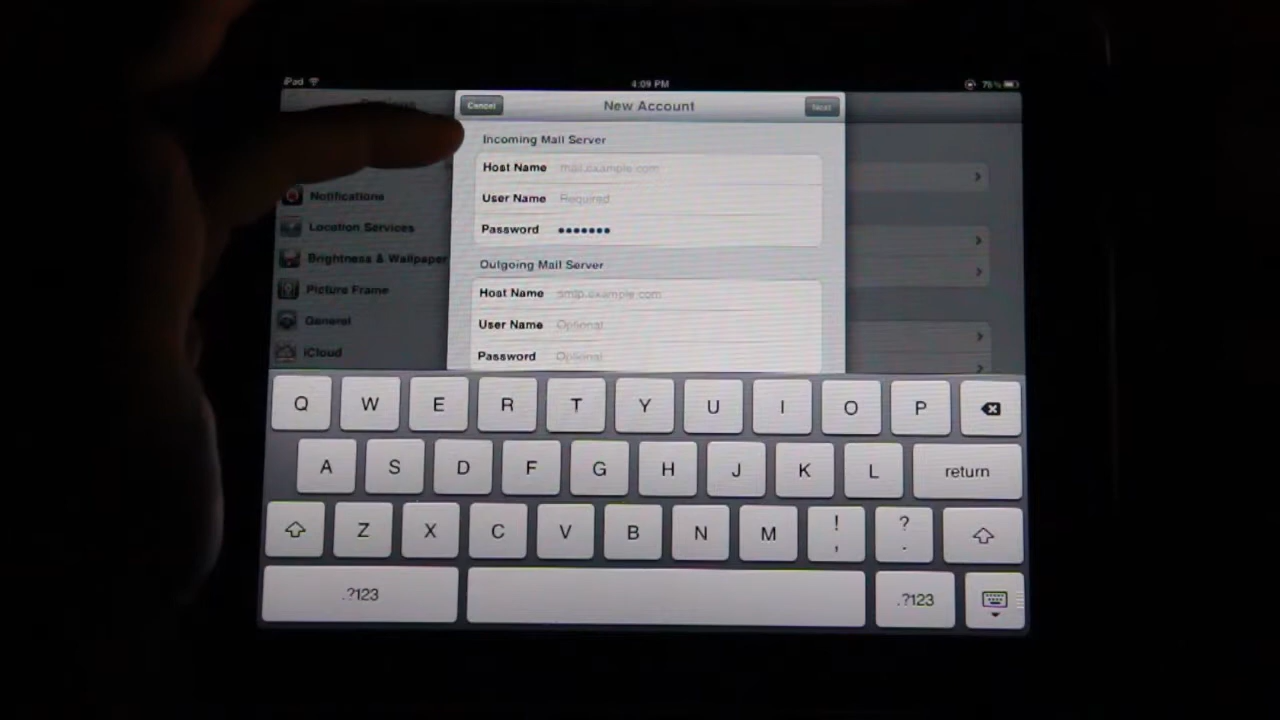 iPad 4:09 PM 76%
Cancel New Account Next
Incoming Mail Server
Host Name mail.example.com
User Name Required
Password •••••••
Outgoing Mail Server
Host Name smtp.example.com
User Name Optional
Password Optional
Notifications
Location Services
Brightness & Wallpaper
Picture Frame
General
iCloud
Q W E R T Y U I O P
A S D F G H J K L return
Z X C V B N M ! , ? .
.?123 .?123